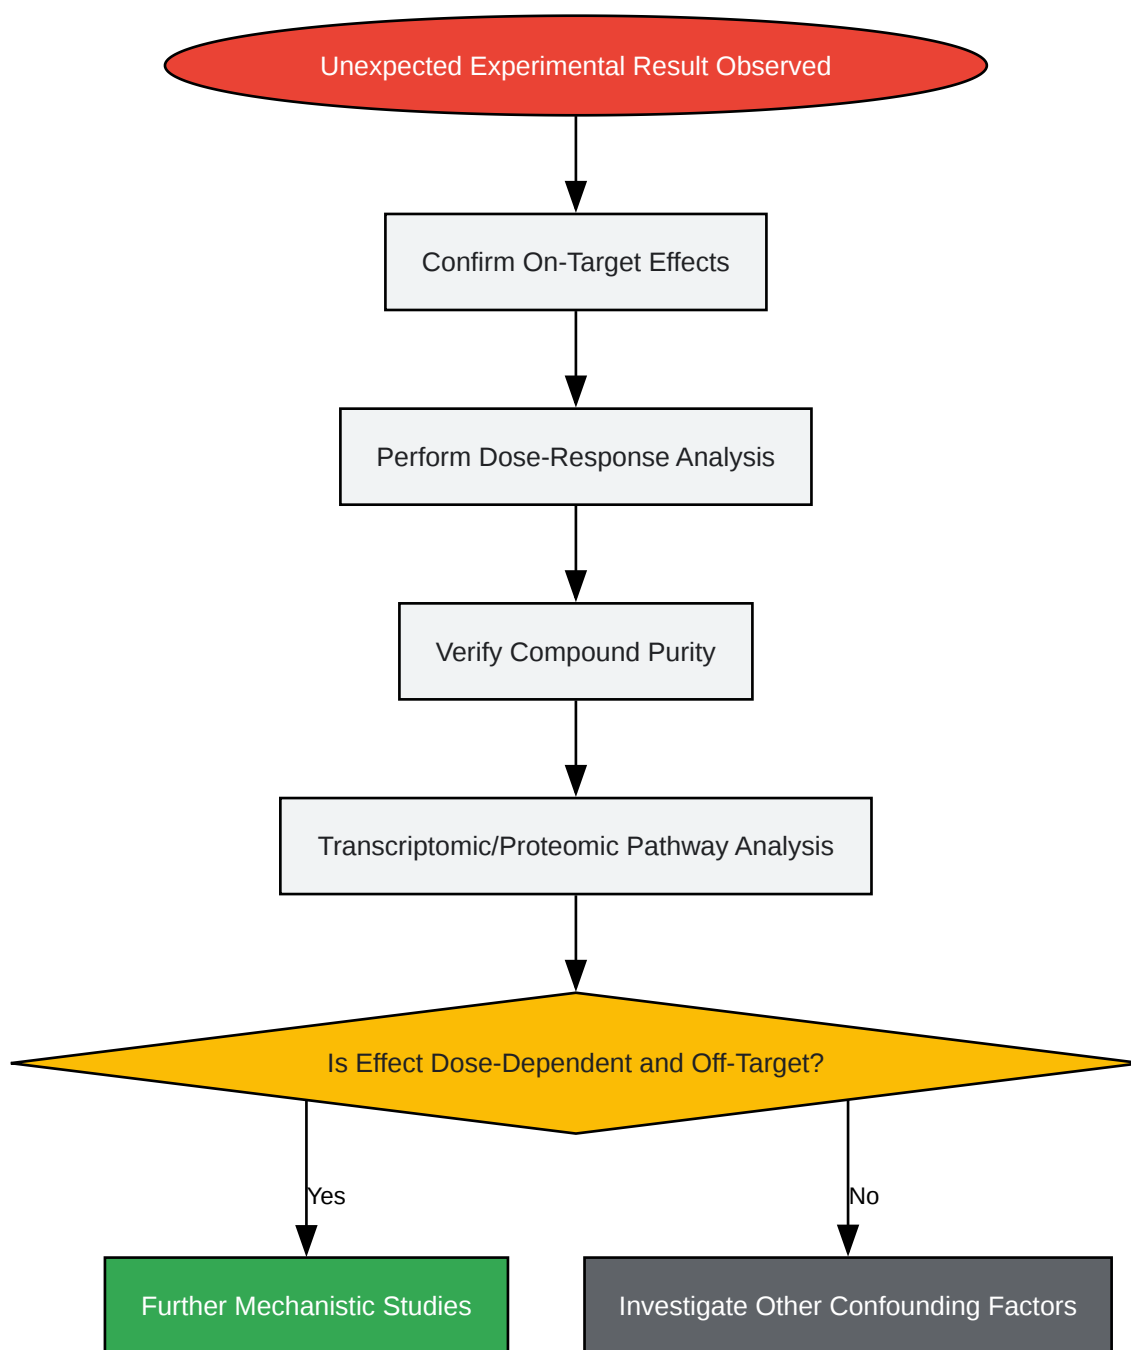 Unexpected Experimental Result Observed
Confirm On-Target Effects
Perform Dose-Response Analysis
Verify Compound Purity
Transcriptomic/Proteomic Pathway Analysis
Is Effect Dose-Dependent and Off-Target?
Yes
No
Further Mechanistic Studies
Investigate Other Confounding Factors